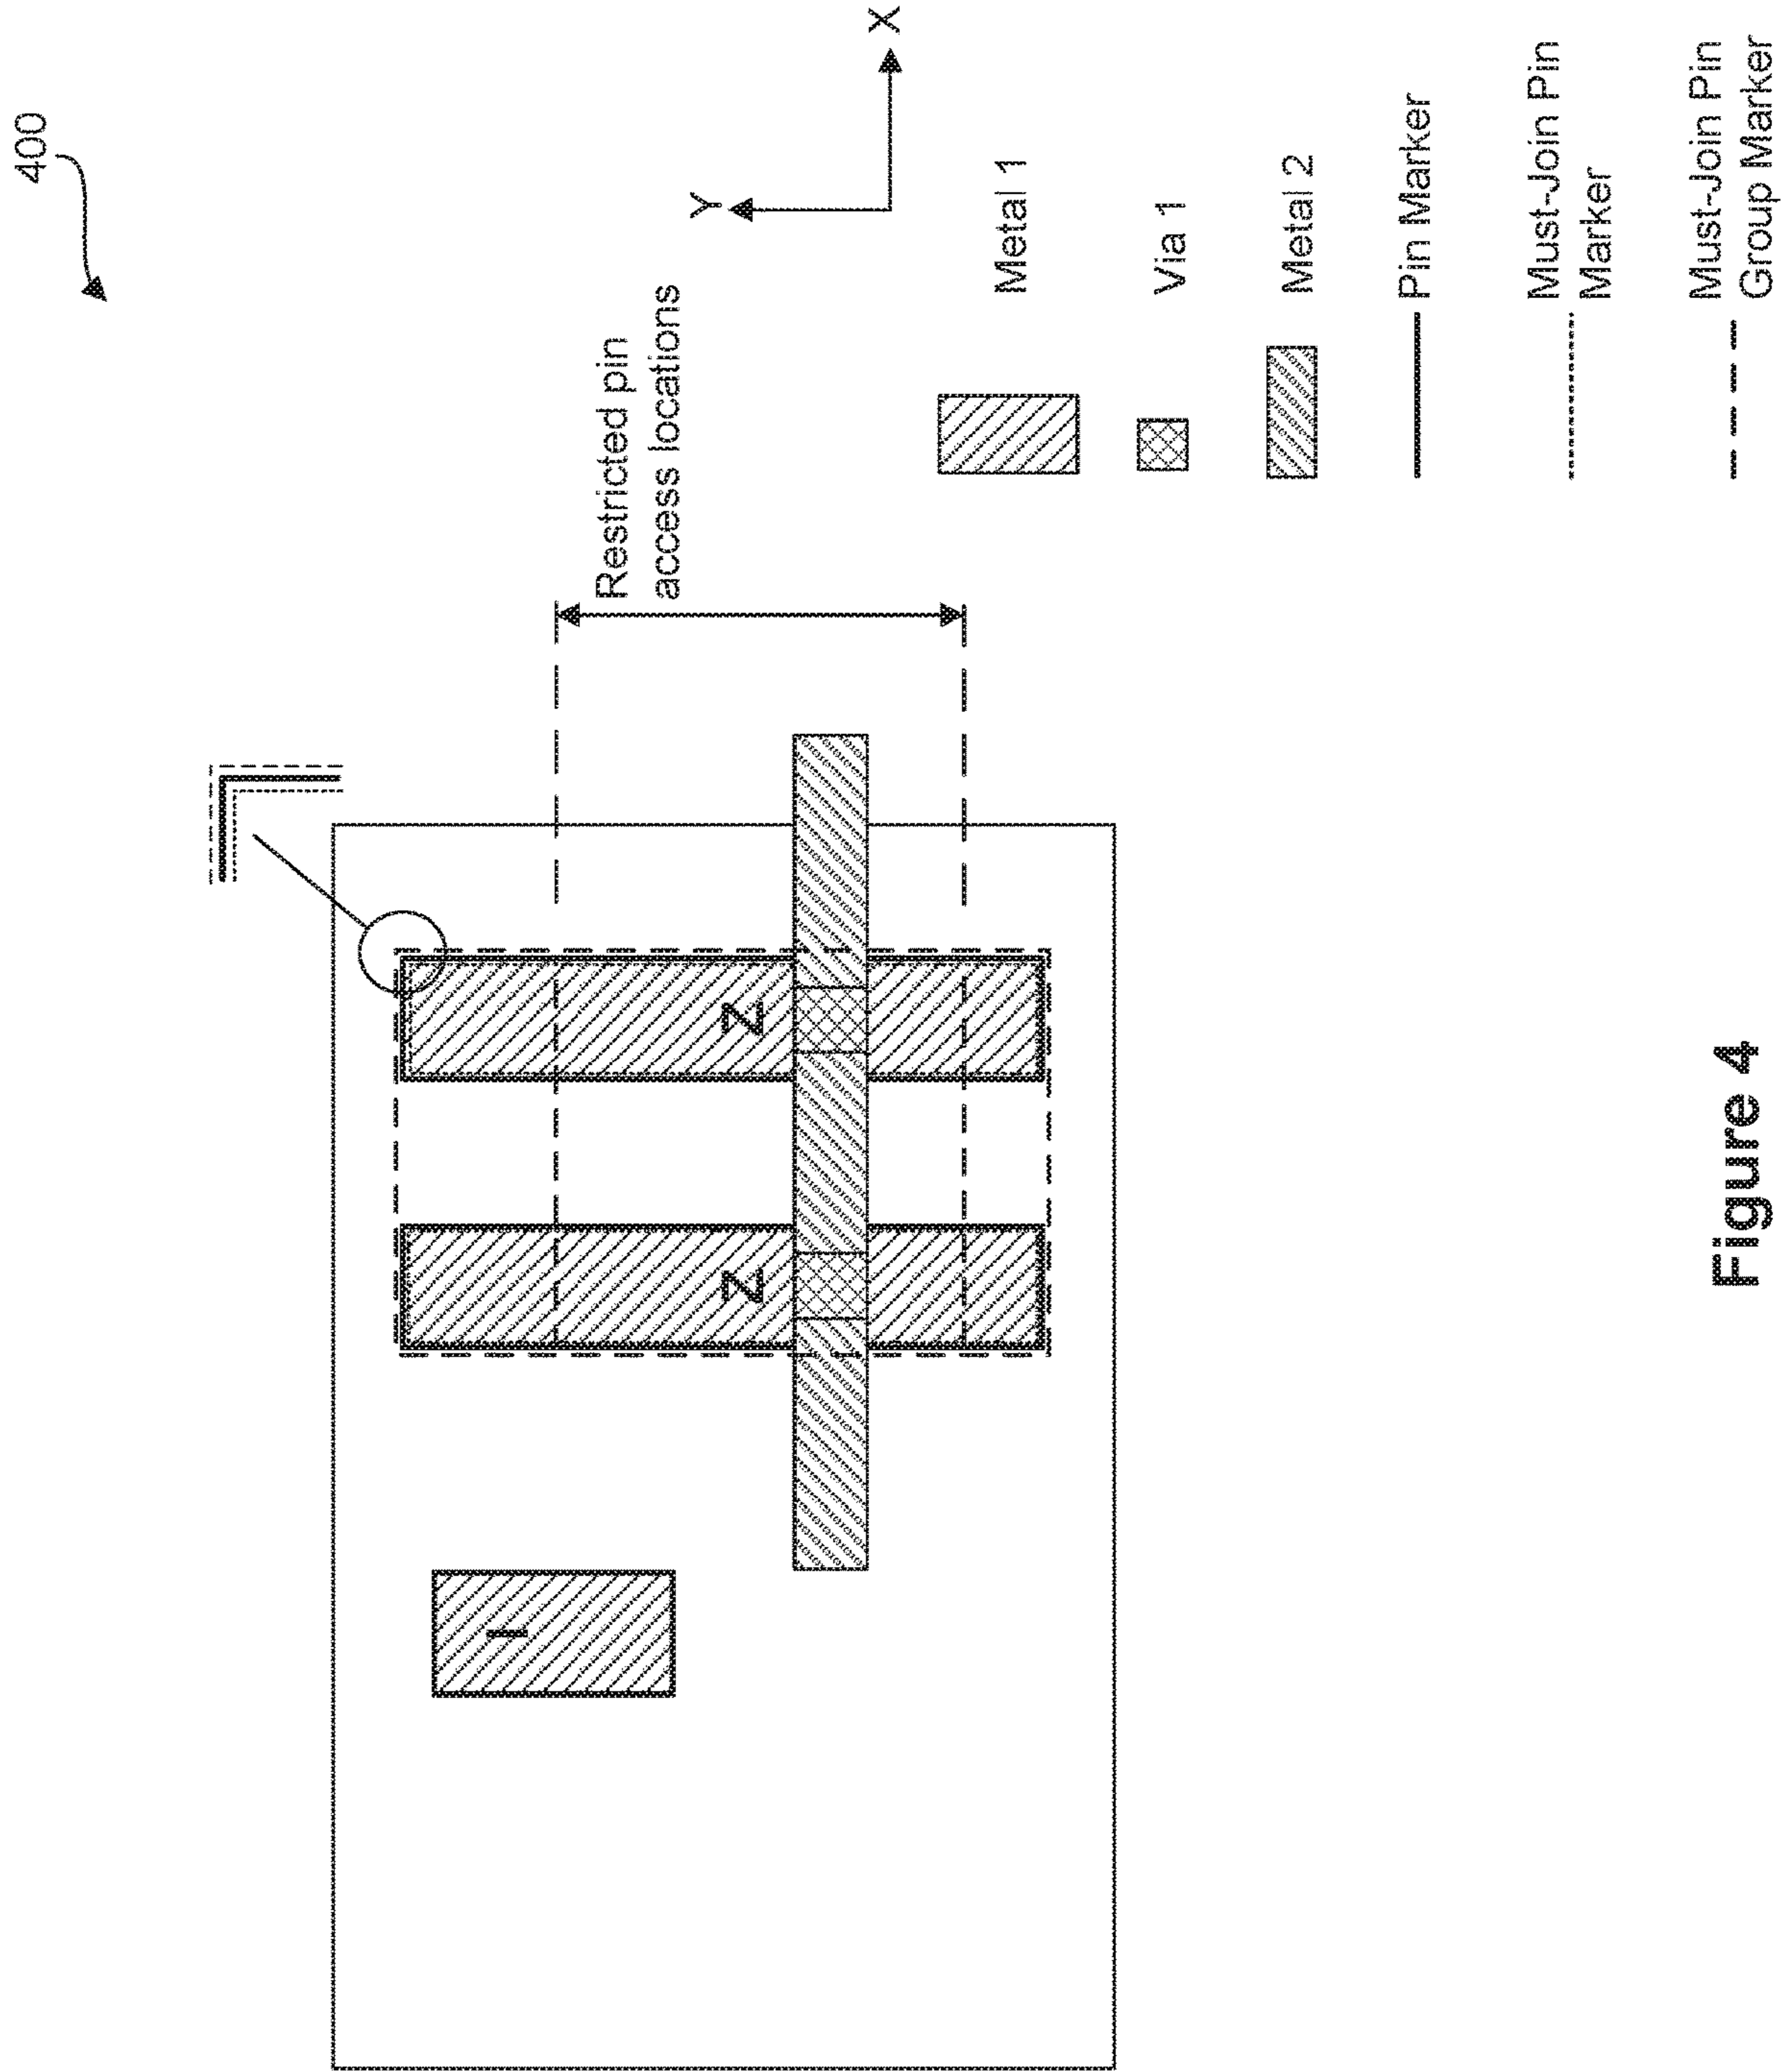 400
Y
X
Restricted pin
access locations
Z
Z
I
Metal 1
Via 1
Metal 2
Pin Marker
Must-Join Pin
Marker
Must-Join Pin
Group Marker
Figure 4